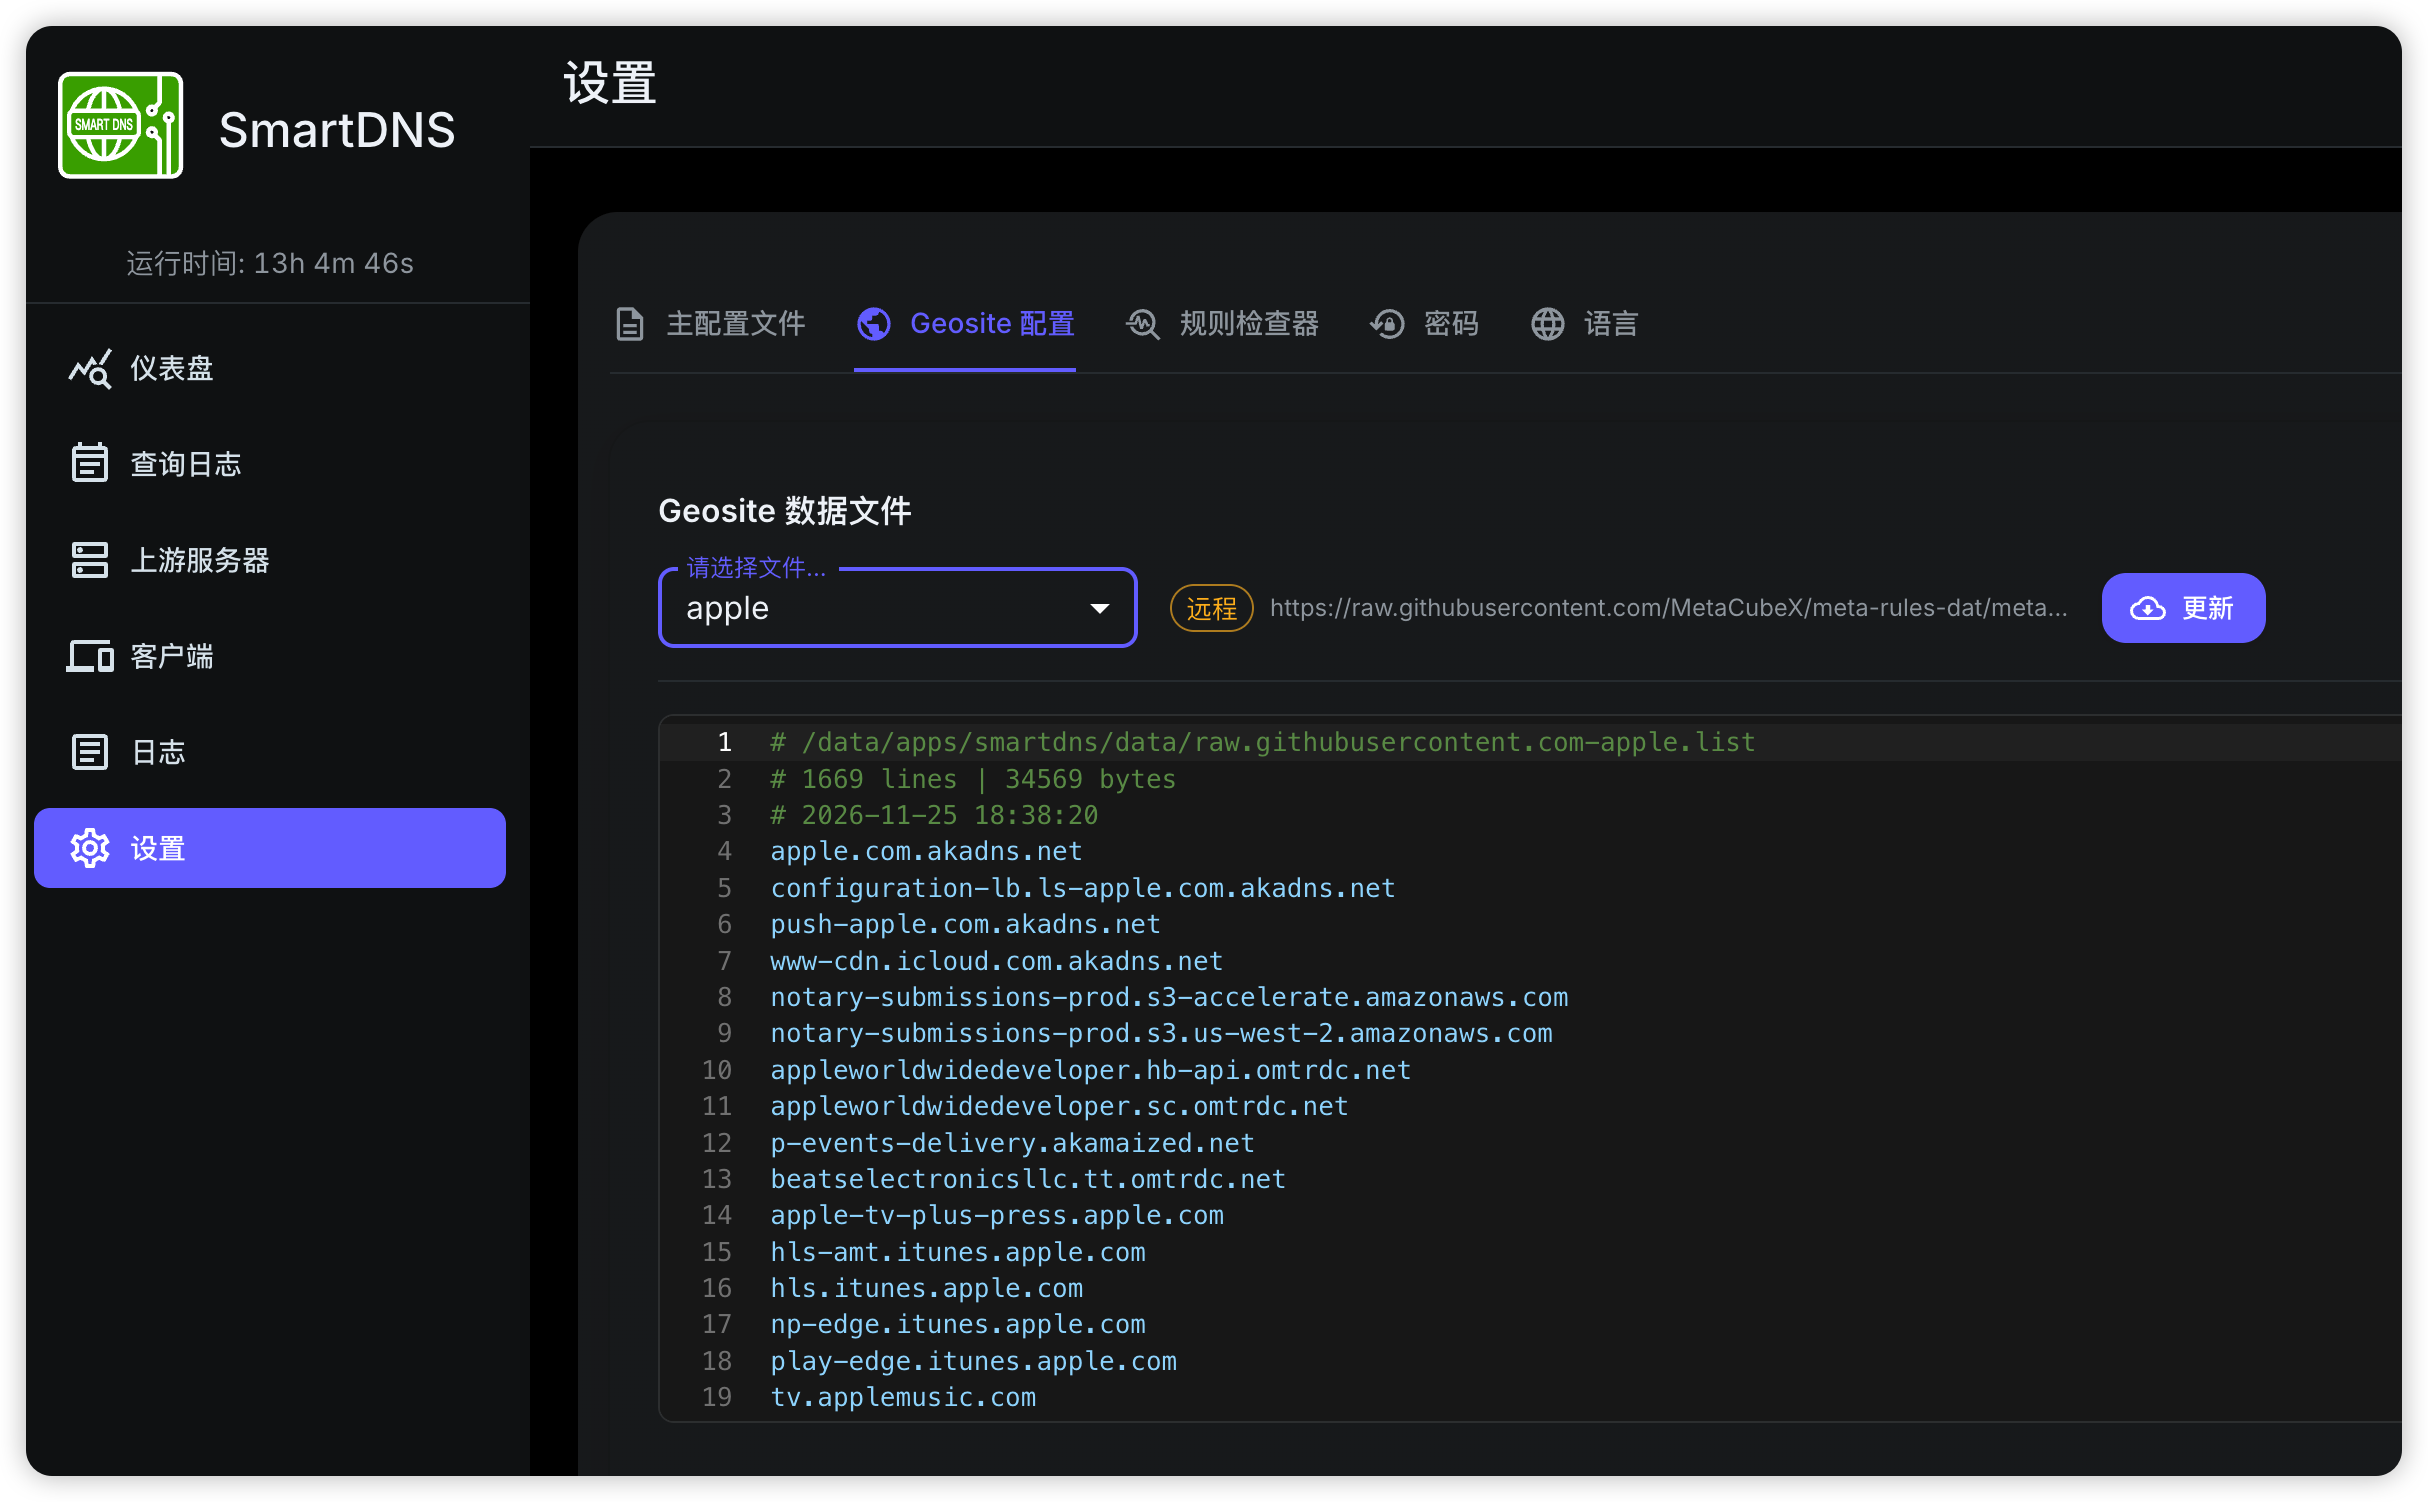 SMART DNS
SmartDNS
运行时间: 13h 4m 46s
仪表盘
查询日志
上游服务器
客户端
日志
设置
设置
主配置文件 Geosite 配置 规则检查器 密码 语言
Geosite 数据文件
请选择文件...
apple 远程 https://raw.githubusercontent.com/MetaCubeX/meta-rules-dat/meta... 更新
1 # /data/apps/smartdns/data/raw.githubusercontent.com-apple.list
2 # 1669 lines | 34569 bytes
3 # 2026-11-25 18:38:20
4 apple.com.akadns.net
5 configuration-lb.ls-apple.com.akadns.net
6 push-apple.com.akadns.net
7 www-cdn.icloud.com.akadns.net
8 notary-submissions-prod.s3-accelerate.amazonaws.com
9 notary-submissions-prod.s3.us-west-2.amazonaws.com
10 appleworldwidedeveloper.hb-api.omtrdc.net
11 appleworldwidedeveloper.sc.omtrdc.net
12 p-events-delivery.akamaized.net
13 beatselectronicsllc.tt.omtrdc.net
14 apple-tv-plus-press.apple.com
15 hls-amt.itunes.apple.com
16 hls.itunes.apple.com
17 np-edge.itunes.apple.com
18 play-edge.itunes.apple.com
19 tv.applemusic.com